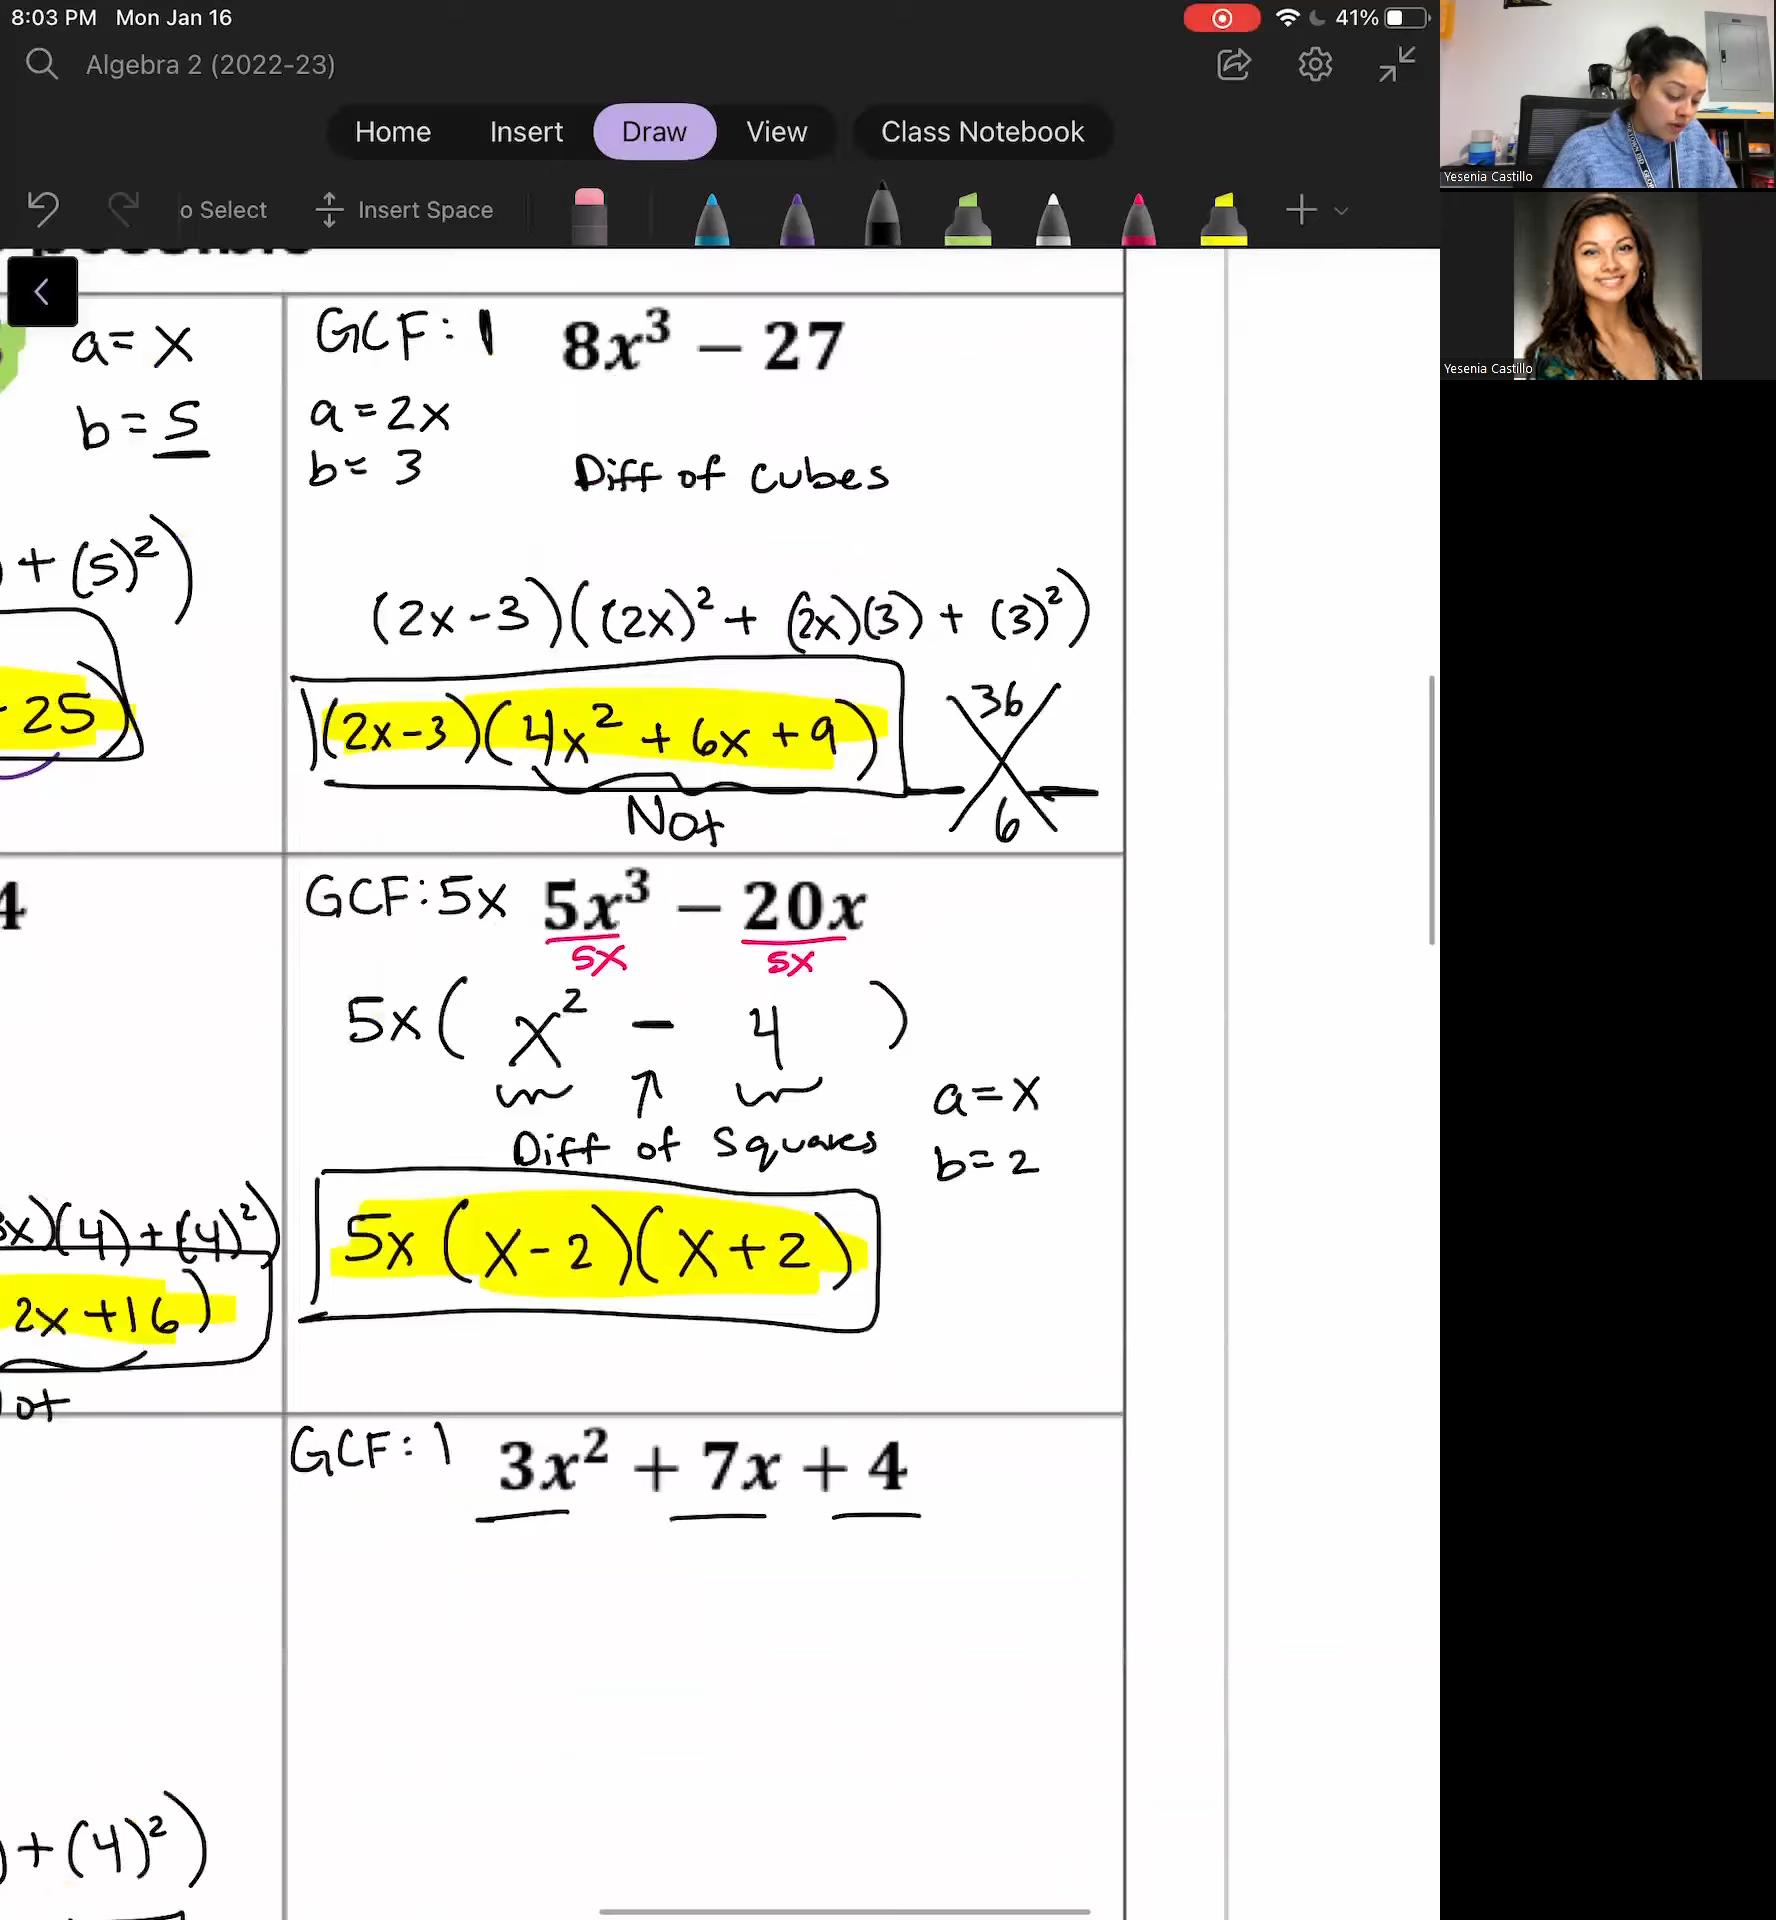 8:03 PM Mon Jan 16
41%
Algebra 2 (2022-23)
Home Insert Draw View Class Notebook
o Select Insert Space
Yesenia Castillo
Yesenia Castillo
a = x
b = 5
+ (5)²)
25)
GCF: 1 8x³ − 27
a = 2x
b = 3
Diff of cubes
(2x - 3)((2x)² + (2x)(3) + (3)²)
(2x - 3)(4x² + 6x + 9)
Not
36
6
4
x)(4) + (4)²)
2x + 16)
ot
GCF: 5x 5x³ − 20x
5x 5x
5x( x² - 4 )
Diff of Squares
a = x
b = 2
5x(x - 2)(x + 2)
GCF: 1 3x² + 7x + 4
) + (4)²)